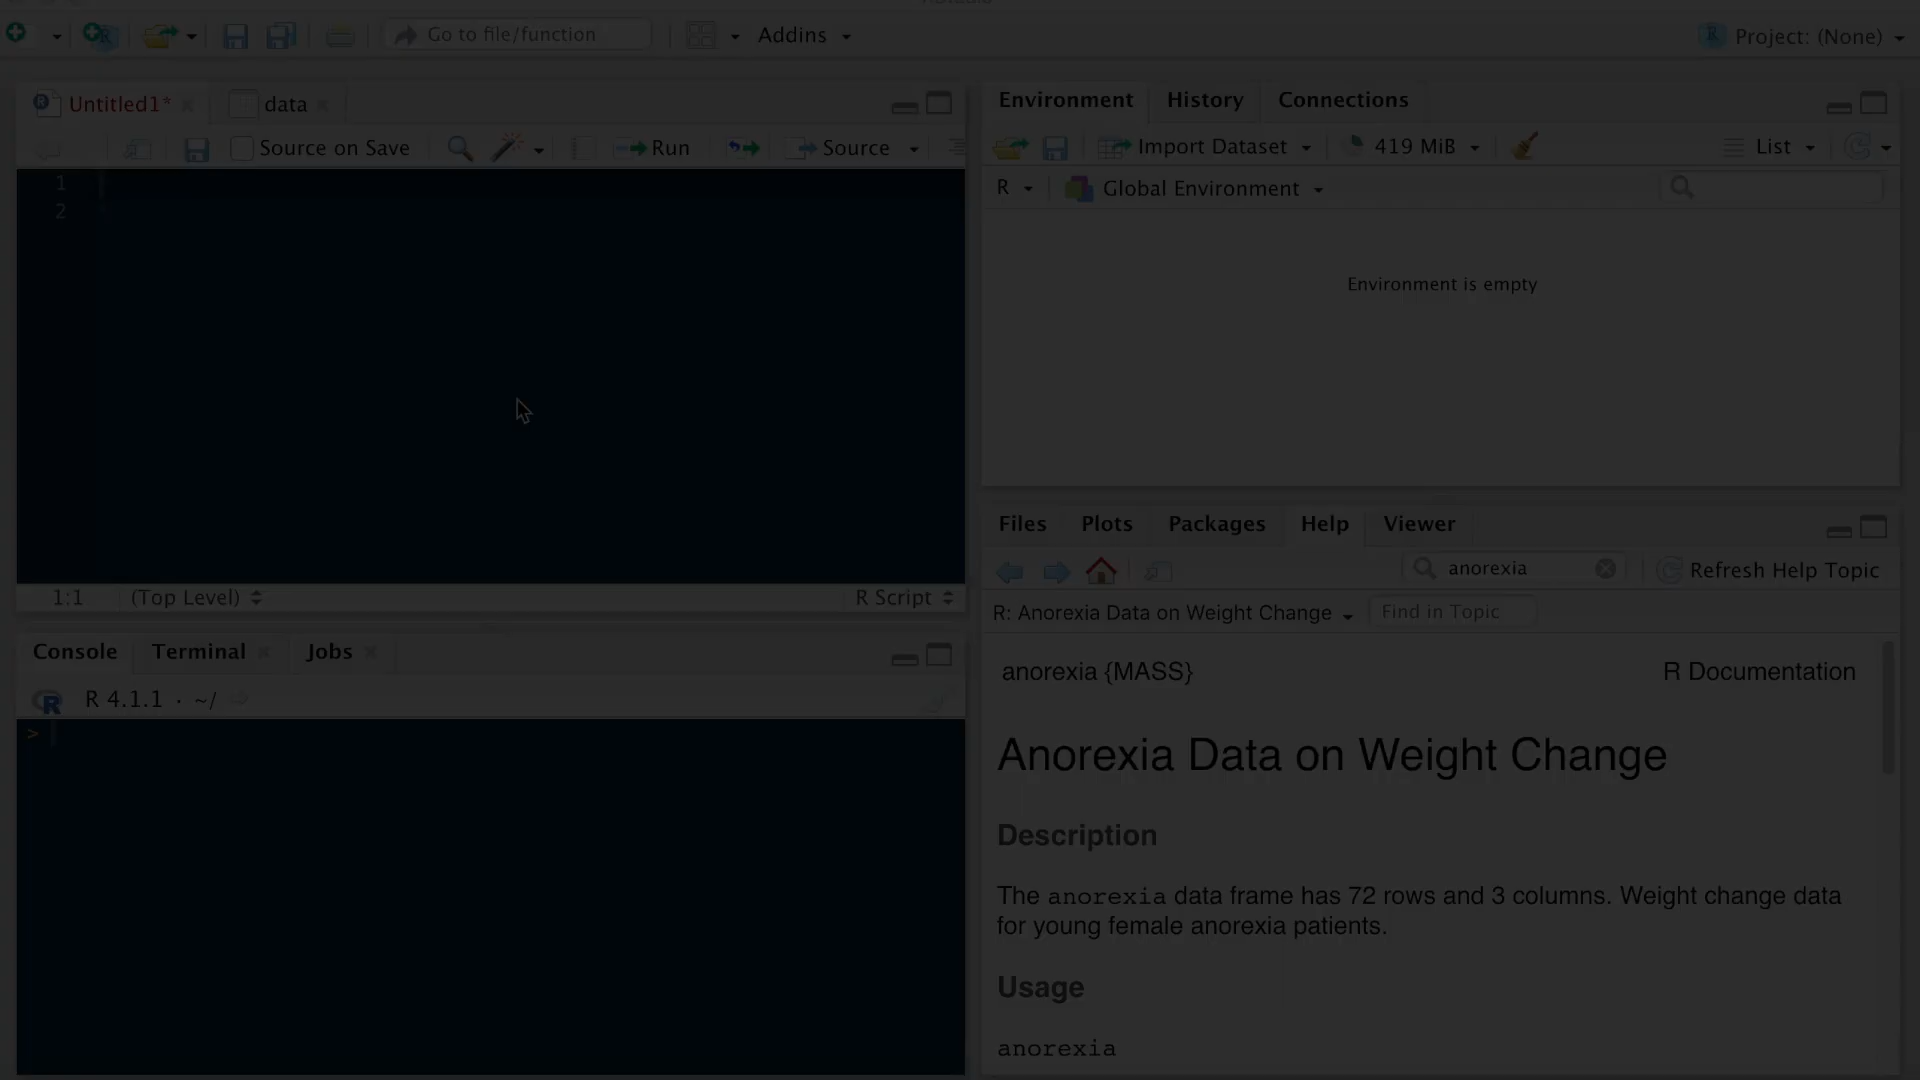 Go to file/function
Addins
Project: (None)
Untitled1*
data
Source on Save
Run
Source
1
2
1:1
(Top Level)
R Script
Console
Terminal
Jobs
R 4.1.1 · ~/
>
Environment
History
Connections
Import Dataset
419 MiB
List
R
Global Environment
Environment is empty
Files
Plots
Packages
Help
Viewer
anorexia
Refresh Help Topic
R: Anorexia Data on Weight Change
Find in Topic
anorexia {MASS}
R Documentation
Anorexia Data on Weight Change
Description
The anorexia data frame has 72 rows and 3 columns. Weight change data
for young female anorexia patients.
Usage
anorexia